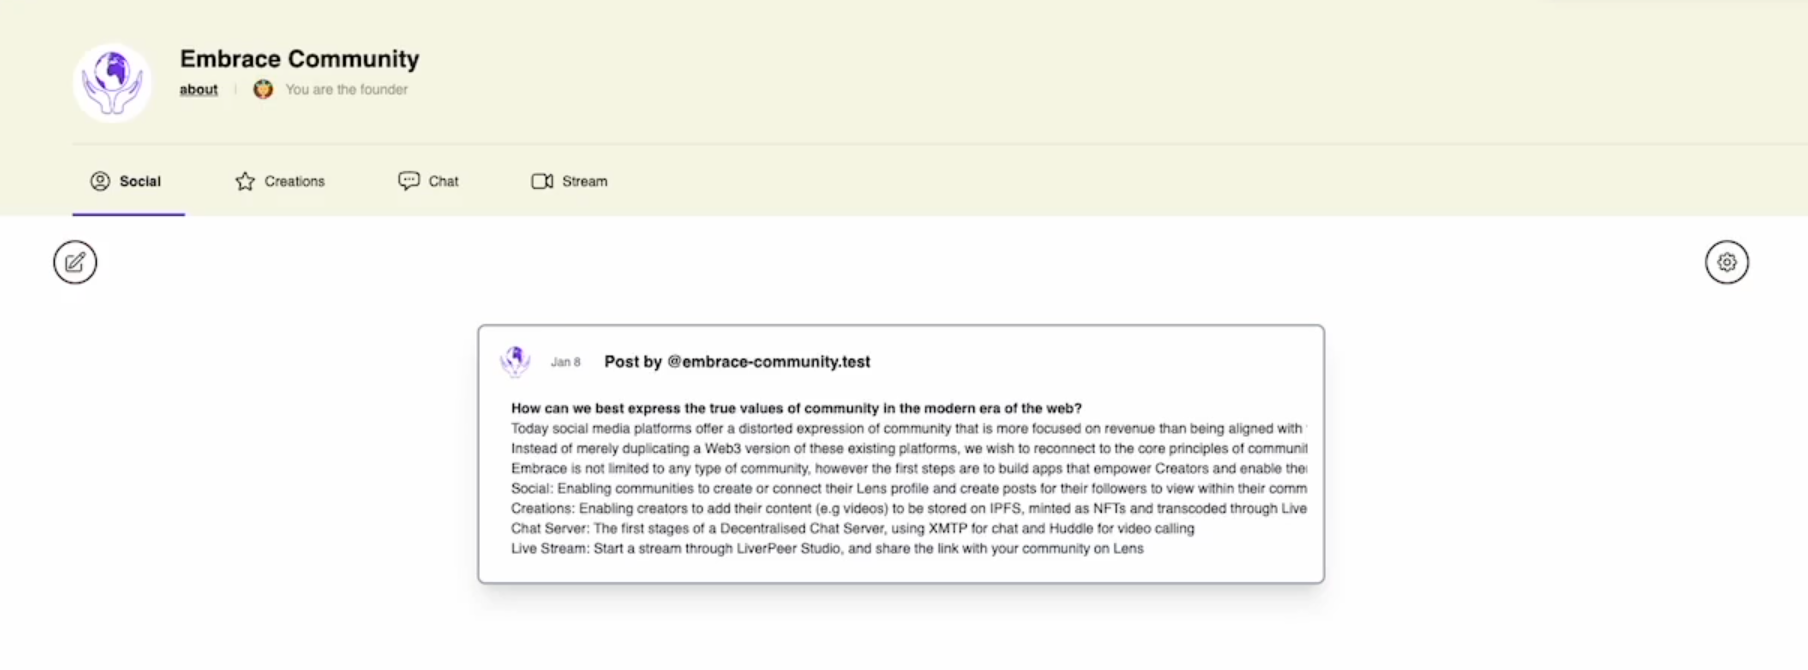 Embrace Community
about
You are the founder
Social
Creations
Chat
Stream
Jan 8
Post by @embrace-community.test
How can we best express the true values of community in the modern era of the web?
Today social media platforms offer a distorted expression of community that is more focused on revenue than being aligned with
Instead of merely duplicating a Web3 version of these existing platforms, we wish to reconnect to the core principles of
Embrace is not limited to any type of community, however the first steps are to build apps that empower Creators and enable
Social: Enabling communities to create or connect their Lens profile and create posts for their followers to view within their comm
Creations: Enabling creators to add their content (e.g videos) to be stored on IPFS, minted as NFTs and transcoded through Live
Chat Server: The first stages of a Decentralised Chat Server, using XMTP for chat and Huddle for video calling
Live Stream: Start a stream through LiverPeer Studio, and share the link with your community on Lens